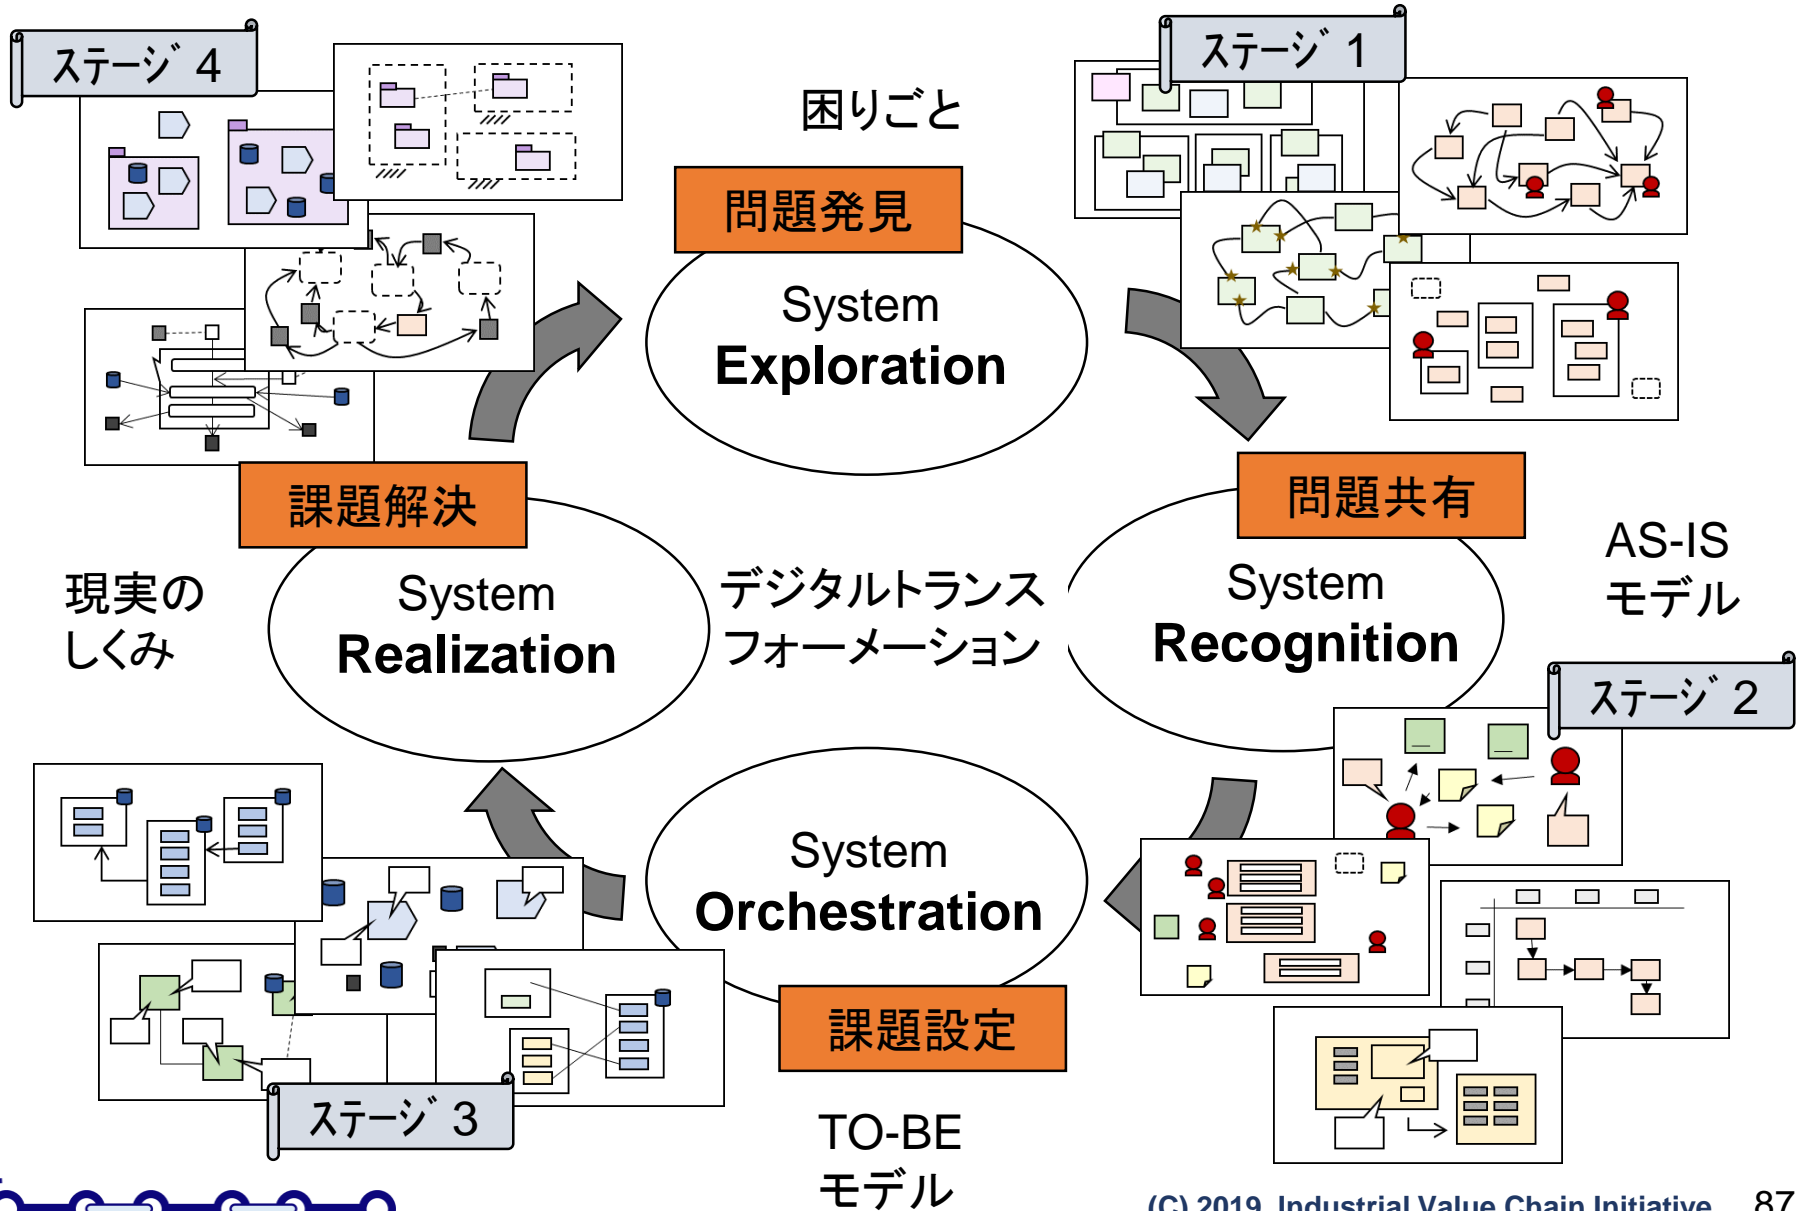 ステージ 4
困りごと
ステージ 1
問題発見
System
Exploration
課題解決
問題共有
現実の
しくみ
System
Realization
デジタルトランス
フォーメーション
System
Recognition
AS-IS
モデル
ステージ 2
System
Orchestration
課題設定
ステージ 3
TO-BE
モデル
(C) 2019 Industrial Value Chain Initiative
87